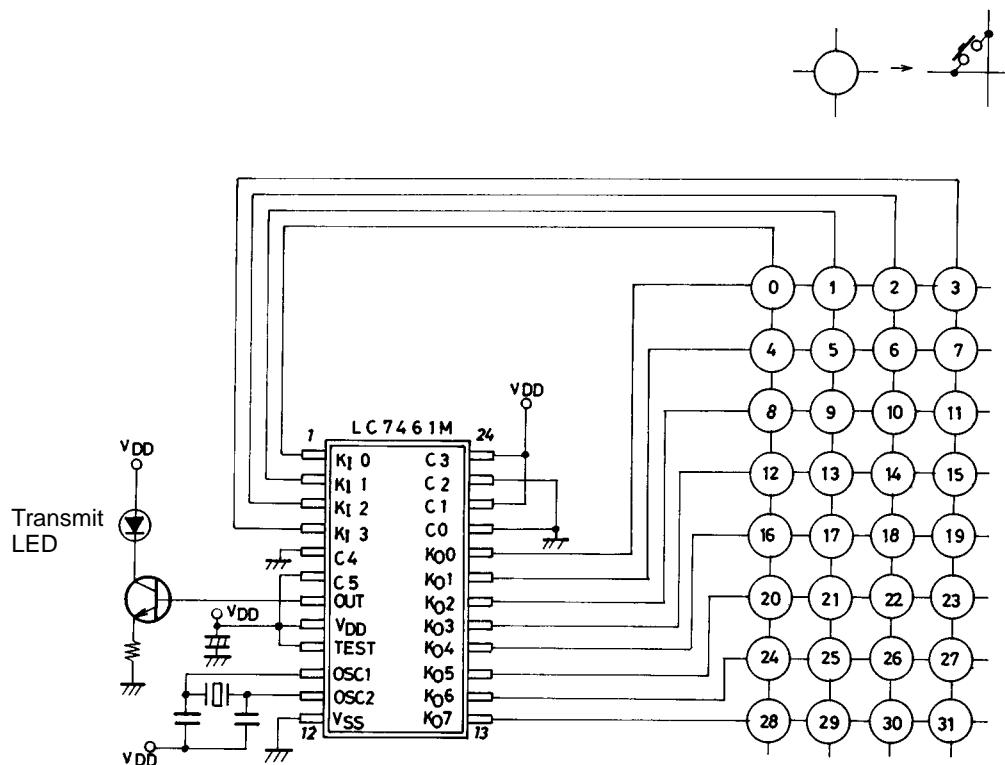 0 1 2 3
4 5 6 7
VDD
8 9 10 11
1 LC7461M 24
VDD
KI 0 C3
12 13 14 15
KI 1 C2
Transmit
LED
KI 2 C1
KI 3 C0
16 17 18 19
C4 KO0
C5 KO1
OUT KO2
20 21 22 23
VDD
VDD KO3
TEST KO4
24 25 26 27
OSC1 KO5
OSC2 KO6
VSS KO7
28 29 30 31
12 13
VDD